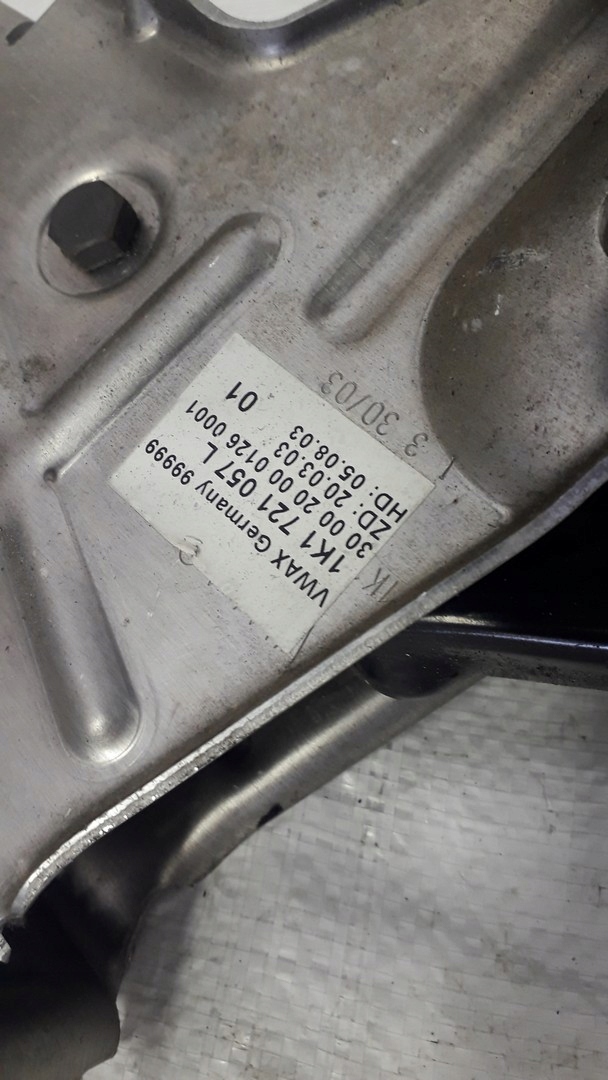 VWAX Germany 99999
1K1 721 057 L
30 00 20 00 0126 0001
ZD: 20.03.03
HD: 05.08.03
01
3 30/03
1K